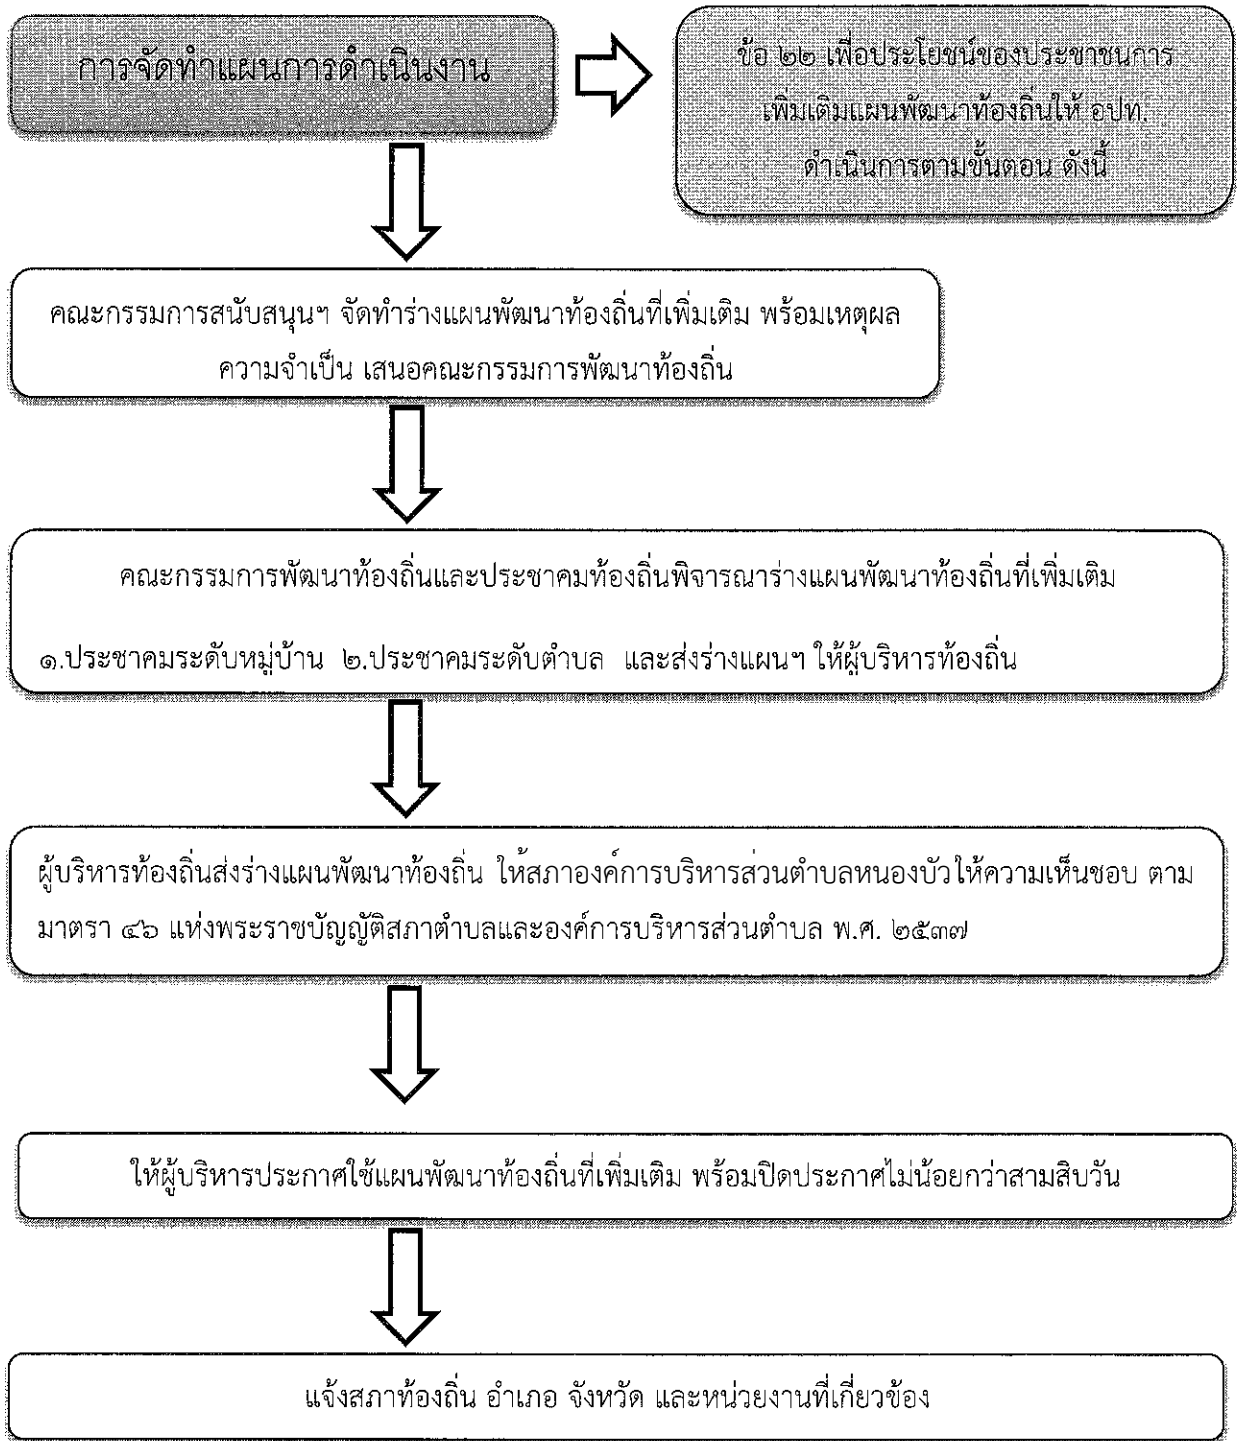 การจัดทำแผนการดำเนินงาน
ข้อ ๒๒ เพื่อประโยชน์ของประชาชนการ
เพิ่มเติมแผนพัฒนาท้องถิ่นให้ อปท.
ดำเนินการตามขั้นตอน ดังนี้
คณะกรรมการสนับสนุนฯ จัดทำร่างแผนพัฒนาท้องถิ่นที่เพิ่มเติม พร้อมเหตุผล
ความจำเป็น เสนอคณะกรรมการพัฒนาท้องถิ่น
คณะกรรมการพัฒนาท้องถิ่นและประชาคมท้องถิ่นพิจารณาร่างแผนพัฒนาท้องถิ่นที่เพิ่มเติม
๑.ประชาคมระดับหมู่บ้าน ๒.ประชาคมระดับตำบล และส่งร่างแผนฯ ให้ผู้บริหารท้องถิ่น
ผู้บริหารท้องถิ่นส่งร่างแผนพัฒนาท้องถิ่น ให้สภาองค์การบริหารส่วนตำบลหนองบัวให้ความเห็นชอบ ตาม
มาตรา ๔๖ แห่งพระราชบัญญัติสภาตำบลและองค์การบริหารส่วนตำบล พ.ศ. ๒๕๓๗
ให้ผู้บริหารประกาศใช้แผนพัฒนาท้องถิ่นที่เพิ่มเติม พร้อมปิดประกาศไม่น้อยกว่าสามสิบวัน
แจ้งสภาท้องถิ่น อำเภอ จังหวัด และหน่วยงานที่เกี่ยวข้อง